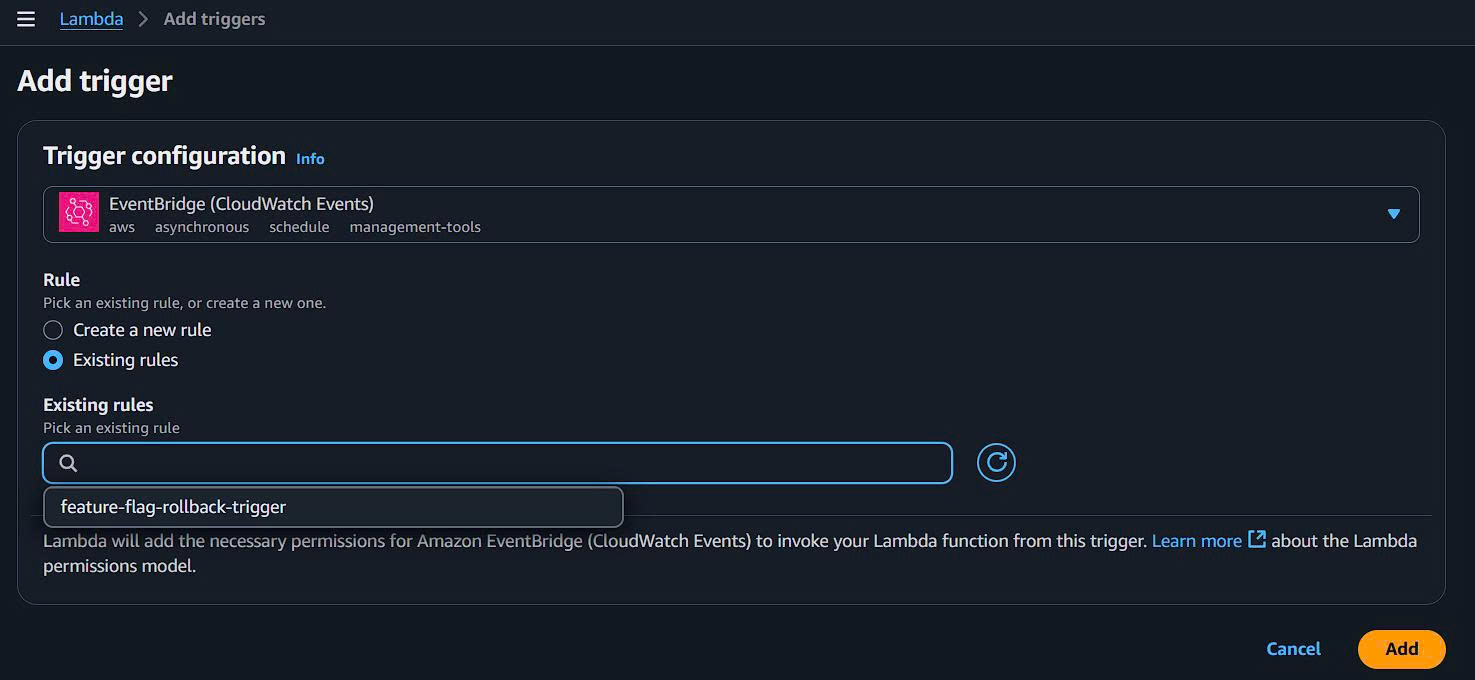 Lambda > Add triggers
Add trigger
Trigger configuration Info
EventBridge (CloudWatch Events)
aws asynchronous schedule management-tools
Rule
Pick an existing rule, or create a new one.
Create a new rule
Existing rules
Existing rules
Pick an existing rule
feature-flag-rollback-trigger
Lambda will add the necessary permissions for Amazon EventBridge (CloudWatch Events) to invoke your Lambda function from this trigger. Learn more about the Lambda
permissions model.
Cancel Add